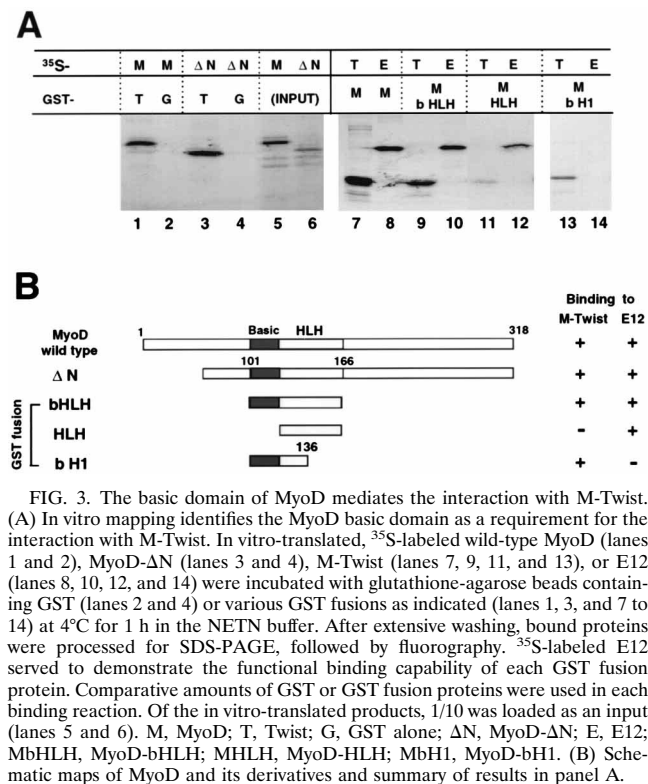 A
³⁵S- M M ΔN ΔN M ΔN T E T E T E T E
GST- T G T G (INPUT) M M M b HLH M HLH M b H1
1 2 3 4 5 6 7 8 9 10 11 12 13 14
B
Binding to
M-Twist E12
MyoD wild type 1 Basic HLH 318 + +
Δ N 101 166 + +
GST fusion
bHLH + +
HLH - +
b H1 136 + -
FIG. 3. The basic domain of MyoD mediates the interaction with M-Twist.
(A) In vitro mapping identifies the MyoD basic domain as a requirement for the
interaction with M-Twist. In vitro-translated, ³⁵S-labeled wild-type MyoD (lanes
1 and 2), MyoD-ΔN (lanes 3 and 4), M-Twist (lanes 7, 9, 11, and 13), or E12
(lanes 8, 10, 12, and 14) were incubated with glutathione-agarose beads contain-
ing GST (lanes 2 and 4) or various GST fusions as indicated (lanes 1, 3, and 7 to
14) at 4°C for 1 h in the NETN buffer. After extensive washing, bound proteins
were processed for SDS-PAGE, followed by fluorography. ³⁵S-labeled E12
served to demonstrate the functional binding capability of each GST fusion
protein. Comparative amounts of GST or GST fusion proteins were used in each
binding reaction. Of the in vitro-translated products, 1/10 was loaded as an input
(lanes 5 and 6). M, MyoD; T, Twist; G, GST alone; ΔN, MyoD-ΔN; E, E12;
MbHLH, MyoD-bHLH; MHLH, MyoD-HLH; MbH1, MyoD-bH1. (B) Sche-
matic maps of MyoD and its derivatives and summary of results in panel A.